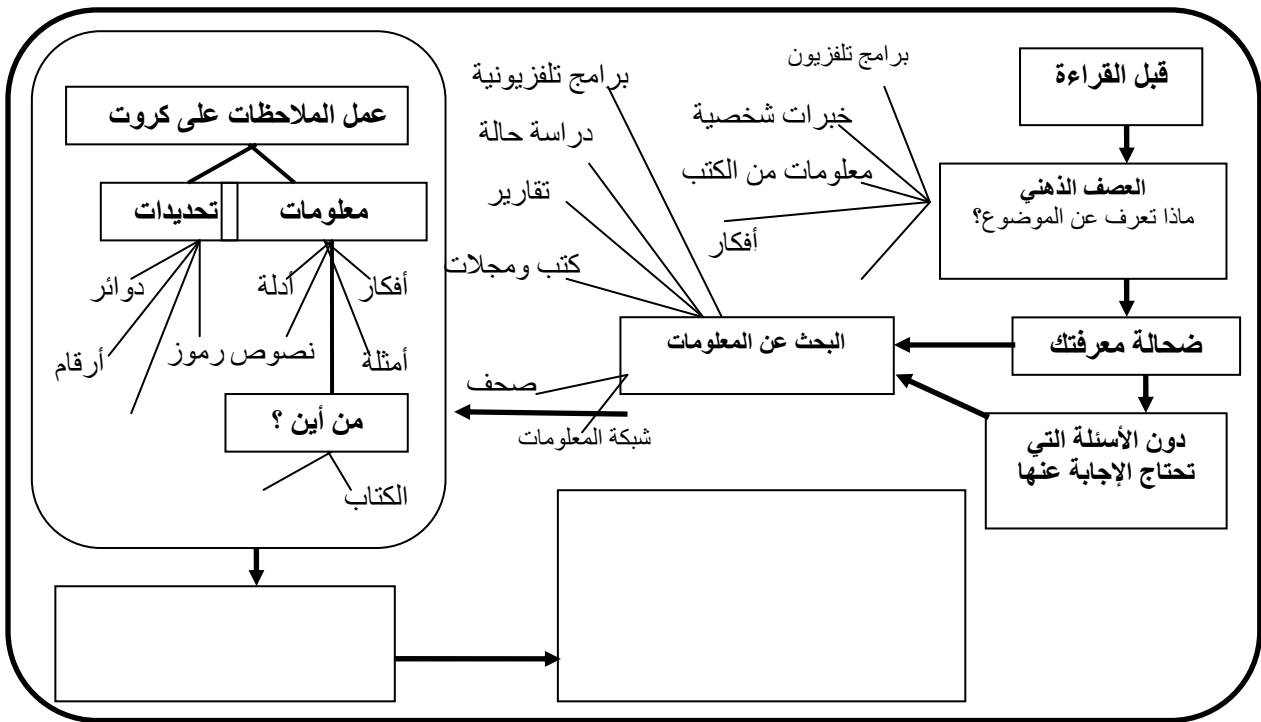 قبل القراءة
العصف الذهني
ماذا تعرف عن الموضوع؟
برامج تلفزيون
خبرات شخصية
معلومات من الكتب
أفكار
ضحالة معرفتك
دون الأسئلة التي
تحتاج الإجابة عنها
البحث عن المعلومات
برامج تلفزيونية
دراسة حالة
تقارير
كتب ومجلات
صحف
شبكة المعلومات
عمل الملاحظات على كروت
معلومات
تحديدات
أفكار
أدلة
أمثلة
نصوص
رموز
دوائر
أرقام
من أين ؟
الكتاب